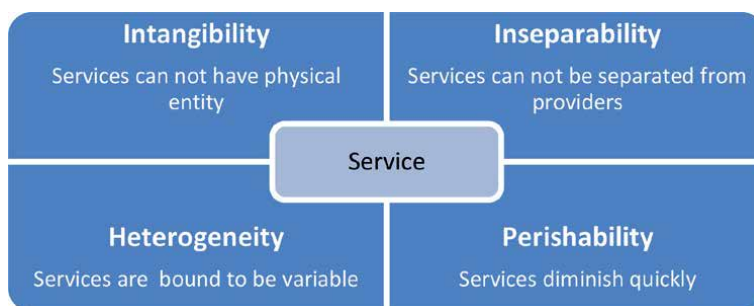 Intangibility
Services can not have physical
entity
Inseparability
Services can not be separated from
providers
Service
Heterogeneity
Services are bound to be variable
Perishability
Services diminish quickly